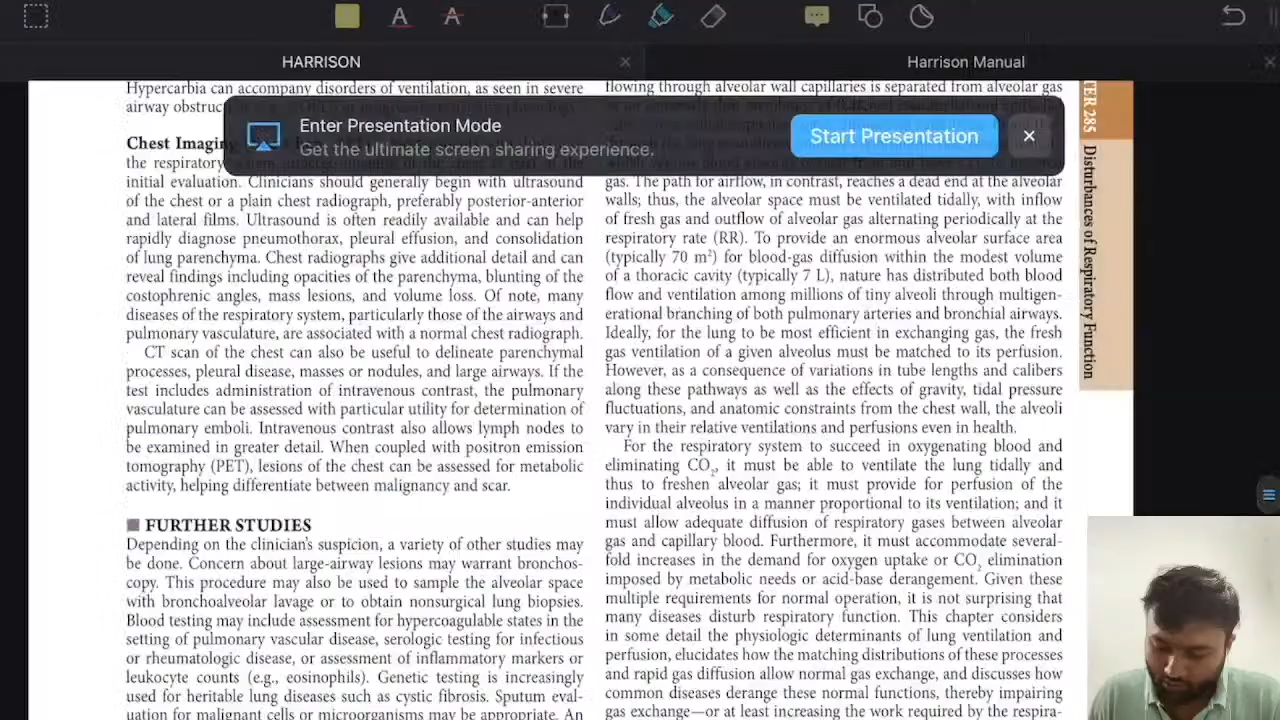 HARRISON
Harrison Manual
Hypercarbia can accompany disorders of ventilation, as seen in severe
airway obstruc
Enter Presentation Mode
Get the ultimate screen sharing experience.
Start Presentation
Chest Imaging
the respiratory
initial evaluation. Clinicians should generally begin with ultrasound
of the chest or a plain chest radiograph, preferably posterior-anterior
and lateral films. Ultrasound is often readily available and can help
rapidly diagnose pneumothorax, pleural effusion, and consolidation
of lung parenchyma. Chest radiographs give additional detail and can
reveal findings including opacities of the parenchyma, blunting of the
costophrenic angles, mass lesions, and volume loss. Of note, many
diseases of the respiratory system, particularly those of the airways and
pulmonary vasculature, are associated with a normal chest radiograph.
CT scan of the chest can also be useful to delineate parenchymal
processes, pleural disease, masses or nodules, and large airways. If the
test includes administration of intravenous contrast, the pulmonary
vasculature can be assessed with particular utility for determination of
pulmonary emboli. Intravenous contrast also allows lymph nodes to
be examined in greater detail. When coupled with positron emission
tomography (PET), lesions of the chest can be assessed for metabolic
activity, helping differentiate between malignancy and scar.
FURTHER STUDIES
Depending on the clinician's suspicion, a variety of other studies may
be done. Concern about large-airway lesions may warrant bronchos-
copy. This procedure may also be used to sample the alveolar space
with bronchoalveolar lavage or to obtain nonsurgical lung biopsies.
Blood testing may include assessment for hypercoagulable states in the
setting of pulmonary vascular disease, serologic testing for infectious
or rheumatologic disease, or assessment of inflammatory markers or
leukocyte counts (e.g., eosinophils). Genetic testing is increasingly
used for heritable lung diseases such as cystic fibrosis. Sputum eval-
uation for malignant cells or microorganisms may be appropriate. An
flowing through alveolar wall capillaries is separated from alveolar gas
gas. The path for airflow, in contrast, reaches a dead end at the alveolar
walls; thus, the alveolar space must be ventilated tidally, with inflow
of fresh gas and outflow of alveolar gas alternating periodically at the
respiratory rate (RR). To provide an enormous alveolar surface area
(typically 70 m²) for blood-gas diffusion within the modest volume
of a thoracic cavity (typically 7 L), nature has distributed both blood
flow and ventilation among millions of tiny alveoli through multigen-
erational branching of both pulmonary arteries and bronchial airways.
Ideally, for the lung to be most efficient in exchanging gas, the fresh
gas ventilation of a given alveolus must be matched to its perfusion.
However, as a consequence of variations in tube lengths and calibers
along these pathways as well as the effects of gravity, tidal pressure
fluctuations, and anatomic constraints from the chest wall, the alveoli
vary in their relative ventilations and perfusions even in health.
For the respiratory system to succeed in oxygenating blood and
eliminating CO₂, it must be able to ventilate the lung tidally and
thus to freshen alveolar gas; it must provide for perfusion of the
individual alveolus in a manner proportional to its ventilation; and it
must allow adequate diffusion of respiratory gases between alveolar
gas and capillary blood. Furthermore, it must accommodate several-
fold increases in the demand for oxygen uptake or CO₂ elimination
imposed by metabolic needs or acid-base derangement. Given these
multiple requirements for normal operation, it is not surprising that
many diseases disturb respiratory function. This chapter considers
in some detail the physiologic determinants of lung ventilation and
perfusion, elucidates how the matching distributions of these processes
and rapid gas diffusion allow normal gas exchange, and discusses how
common diseases derange these normal functions, thereby impairing
gas exchange—or at least increasing the work required by the respira-
TER 285 Disturbances of Respiratory Function